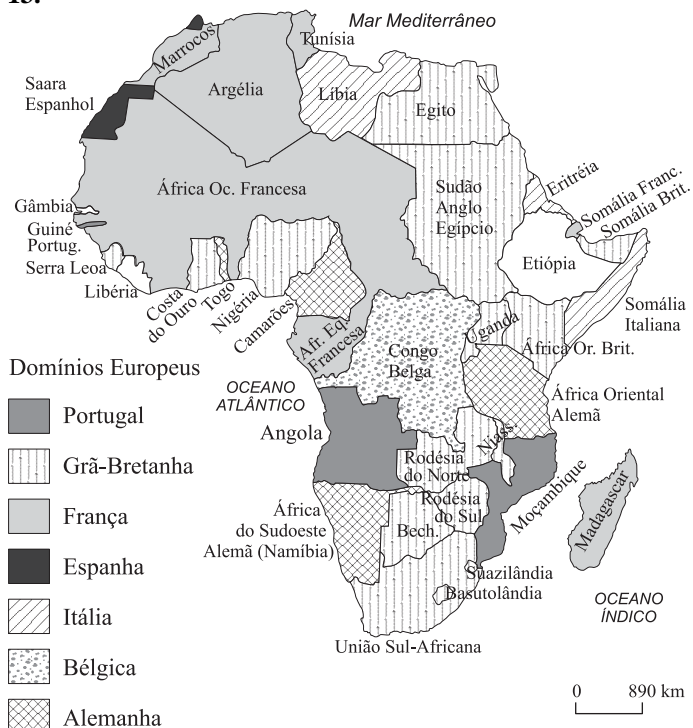 13.
Mar Mediterrâneo
Tunísia
Marrocos
Argélia
Líbia
Egito
Saara
Espanhol
África Oc. Francesa
Sudão
Anglo
Egípcio
Eritréia
Somália Franc.
Somália Brit.
Gâmbia
Guiné
Portug.
Serra Leoa
Libéria
Costa
do Ouro
Togo
Nigéria
Camarões
Etiópia
Somália
Italiana
Afr. Eq.
Francesa
Congo
Belga
Uganda
África Or. Brit.
África Oriental
Alemã
OCEANO
ATLÂNTICO
Angola
Niass.
Rodésia
do Norte
Rodésia
do Sul
Moçambique
Madagascar
África
do Sudoeste
Alemã (Namíbia)
Bech.
Suazilândia
Basutolândia
União Sul-Africana
OCEANO
ÍNDICO
Domínios Europeus
Portugal
Grã-Bretanha
França
Espanha
Itália
Bélgica
Alemanha
0 890 km